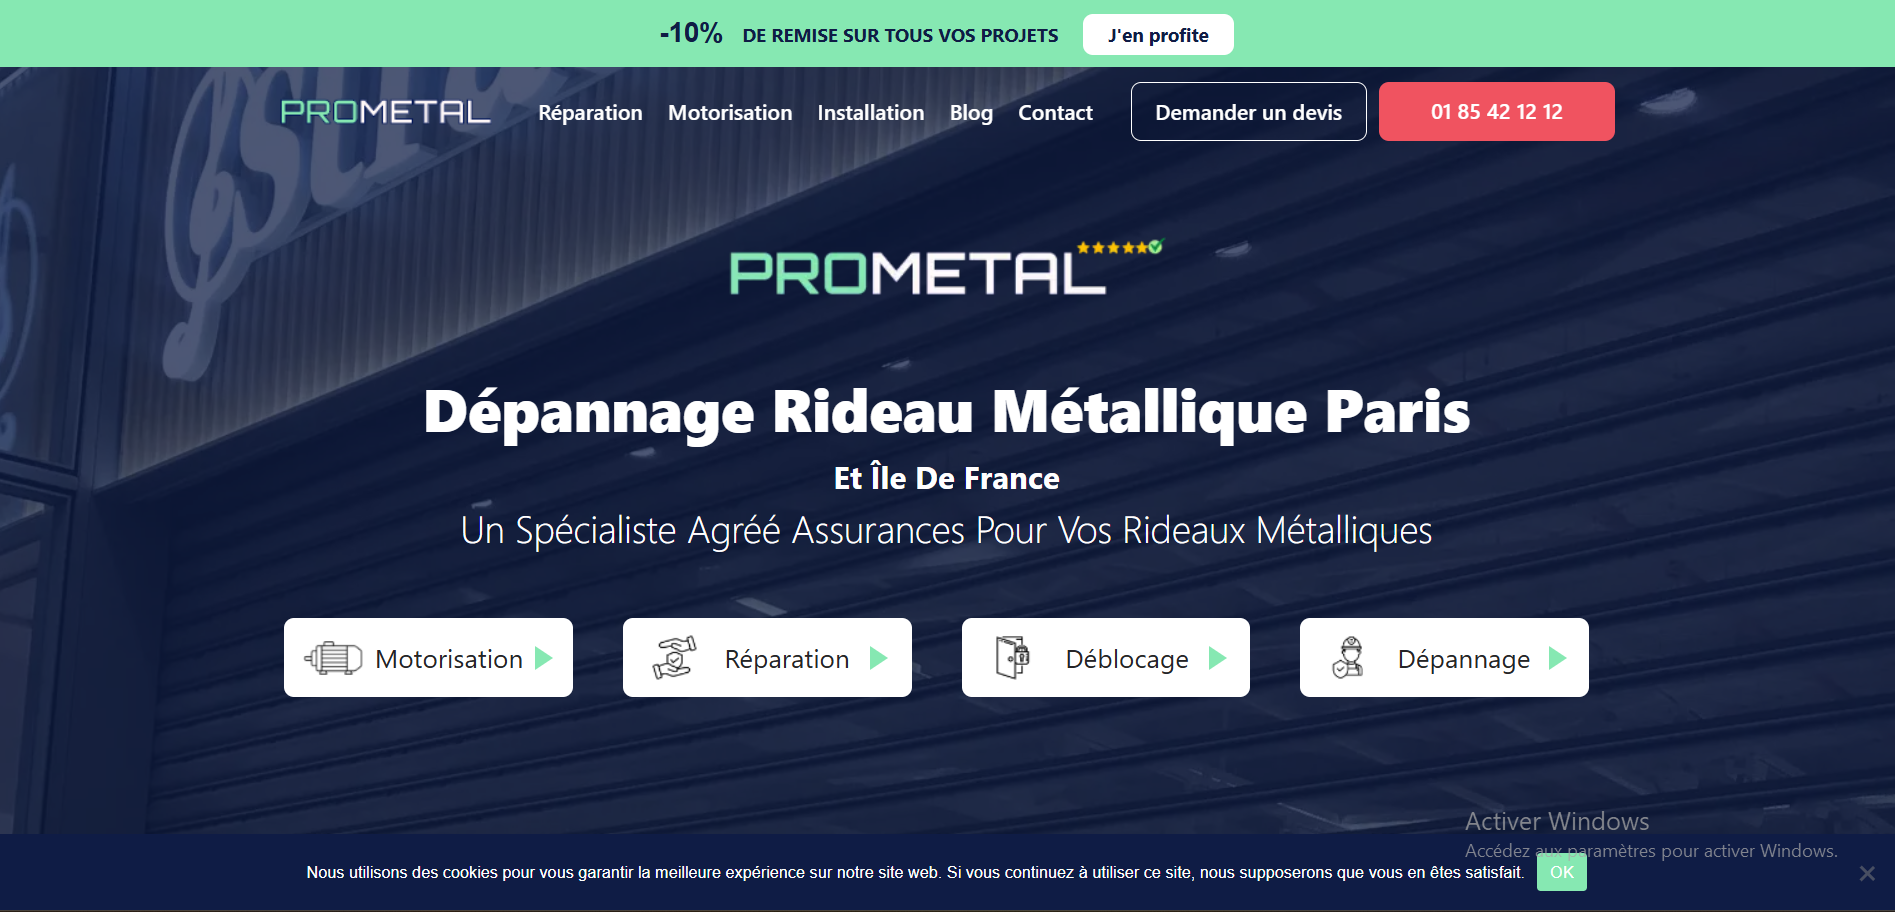 -10% DE REMISE SUR TOUS VOS PROJETS J'en profite
PROMETAL Réparation Motorisation Installation Blog Contact Demander un devis 01 85 42 12 12
PROMETAL
Dépannage Rideau Métallique Paris
Et Île De France
Un Spécialiste Agréé Assurances Pour Vos Rideaux Métalliques
Motorisation Réparation Déblocage Dépannage
Activer Windows
Accédez aux paramètres pour activer Windows.
Nous utilisons des cookies pour vous garantir la meilleure expérience sur notre site web. Si vous continuez à utiliser ce site, nous supposerons que vous en êtes satisfait. OK